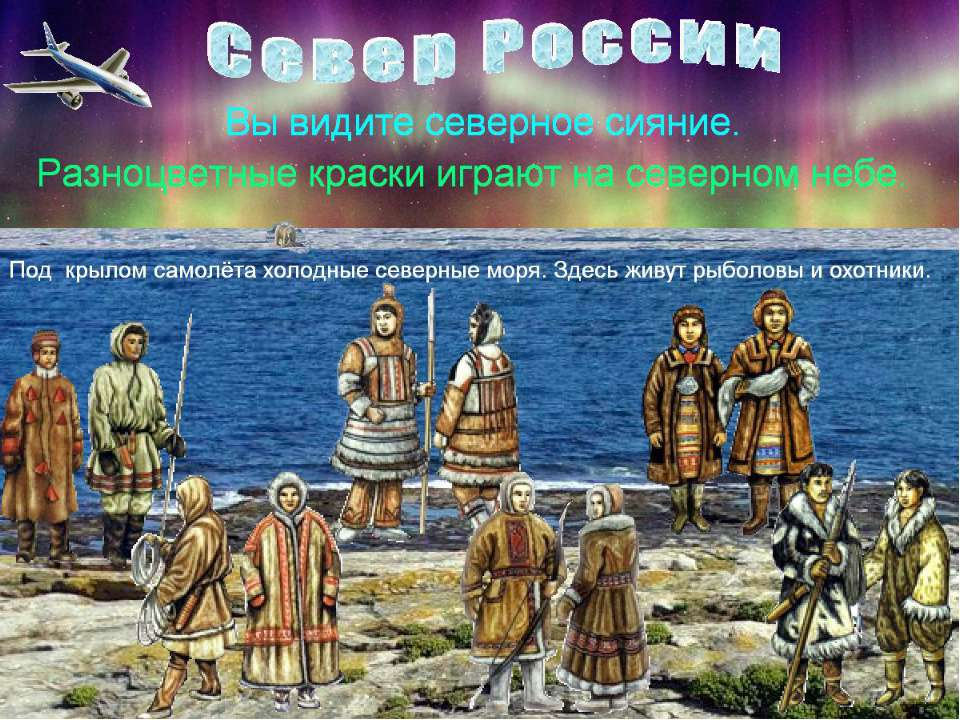 Север России
Вы видите северное сияние.
Разноцветные краски играют на северном небе.
Под  крылом самолёта холодные северные моря. Здесь живут рыболовы и охотники.